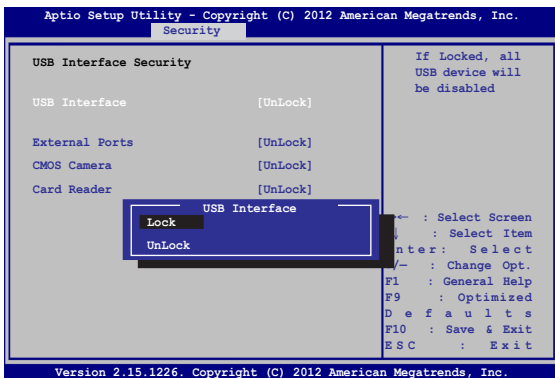 Aptio Setup Utility - Copyright (C) 2012 American Megatrends, Inc.
Security
USB Interface Security
USB Interface [UnLock]
External Ports [UnLock]
CMOS Camera [UnLock]
Card Reader [UnLock]
If Locked, all
USB device will
be disabled
USB Interface
Lock
UnLock
← : Select Screen
: Select Item
nter: Select
/— : Change Opt.
F1 : General Help
F9 : Optimized
Defaults
F10 : Save & Exit
ESC : Exit
Version 2.15.1226. Copyright (C) 2012 American Megatrends, Inc.